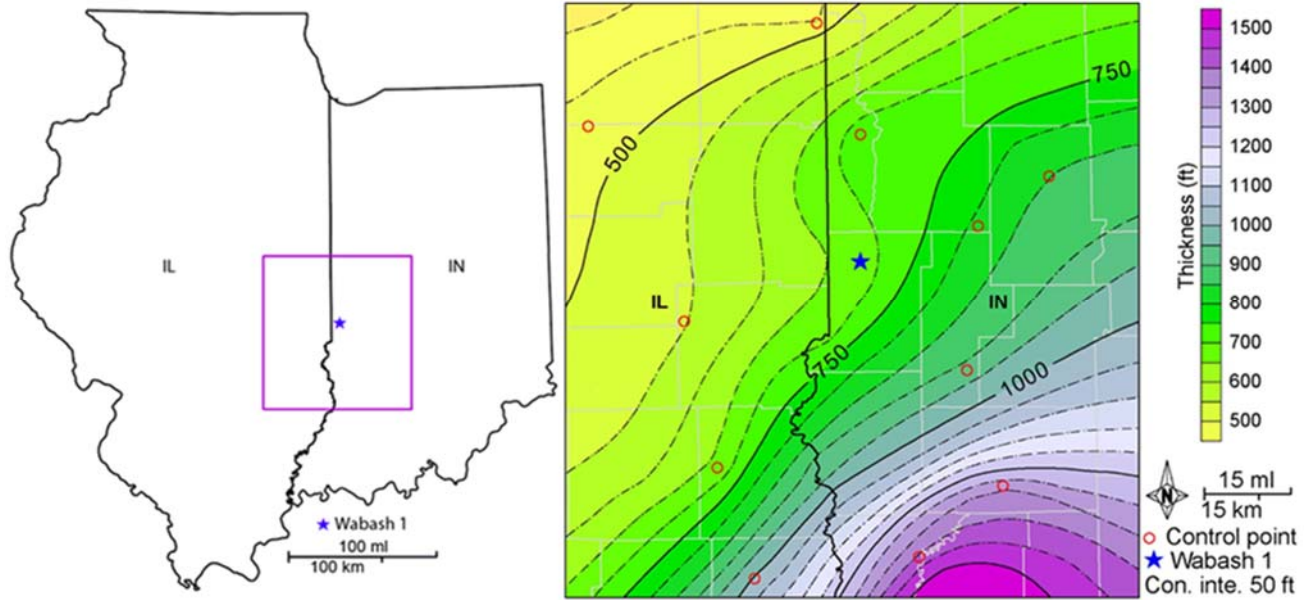 IL
IN
Wabash 1
100 ml
100 km
500
750
IL
IN
750
1000
Thickness (ft)
1500
1400
1300
1200
1100
1000
900
800
700
600
500
N
15 ml
15 km
Control point
Wabash 1
Con. inte. 50 ft